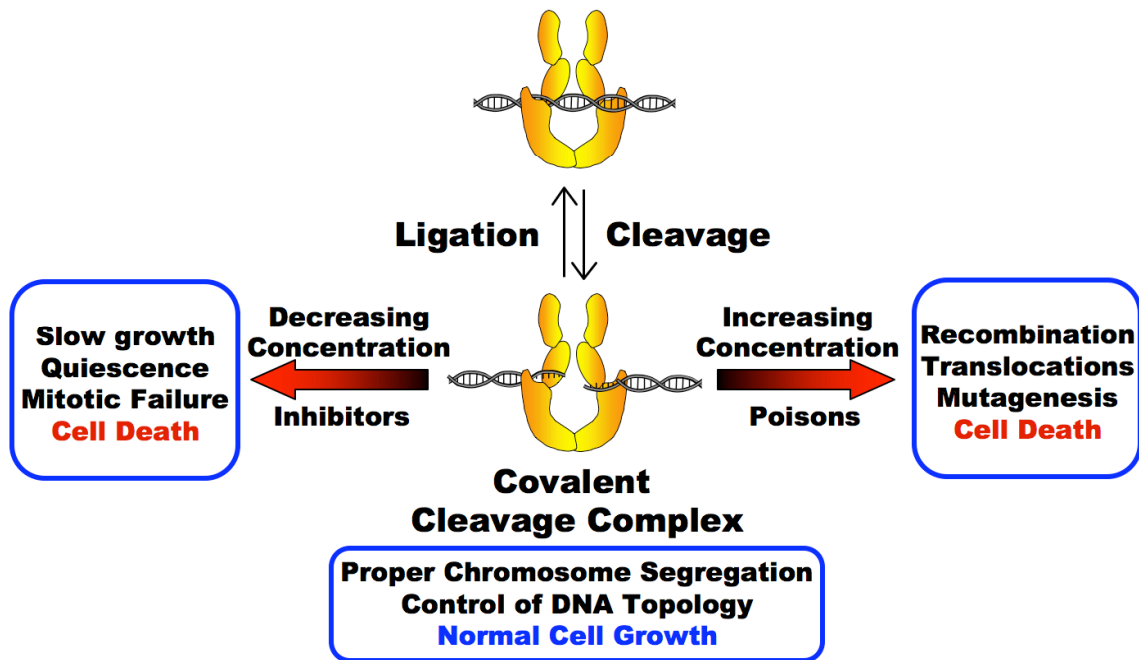 Ligation
Cleavage
Slow growth
Quiescence
Mitotic Failure
Cell Death
Decreasing
Concentration
Inhibitors
Increasing
Concentration
Poisons
Recombination
Translocations
Mutagenesis
Cell Death
Covalent
Cleavage Complex
Proper Chromosome Segregation
Control of DNA Topology
Normal Cell Growth